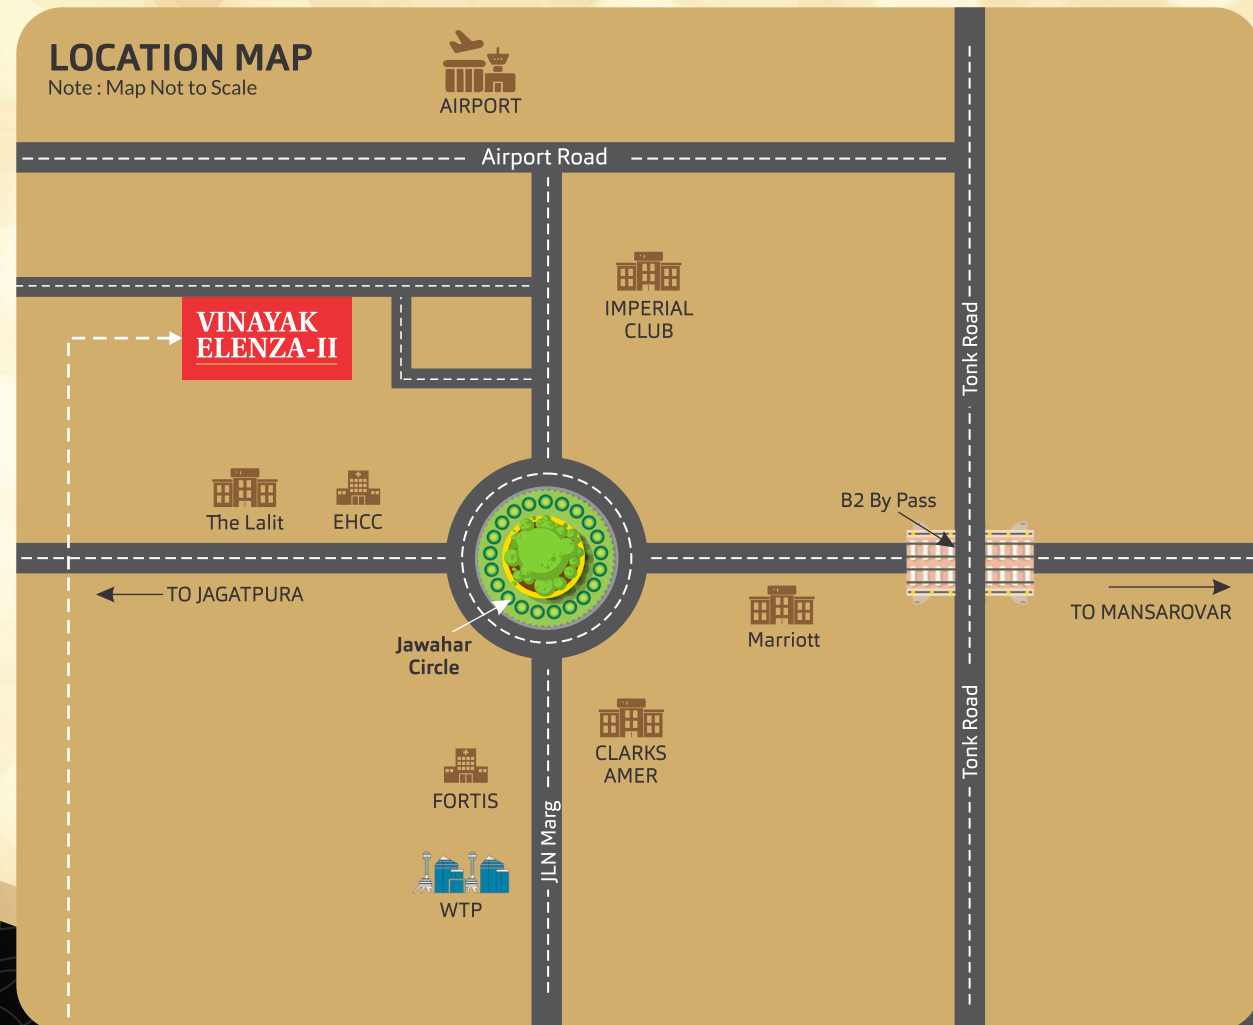 LOCATION MAP
Note : Map Not to Scale
AIRPORT
Airport Road
IMPERIAL
CLUB
VINAYAK
ELENZA-II
Tonk Road
The Lalit
EHCC
B2 By Pass
TO JAGATPURA
TO MANSAROVAR
Jawahar
Circle
Marriott
CLARKS
AMER
Tonk Road
FORTIS
JLN Marg
WTP